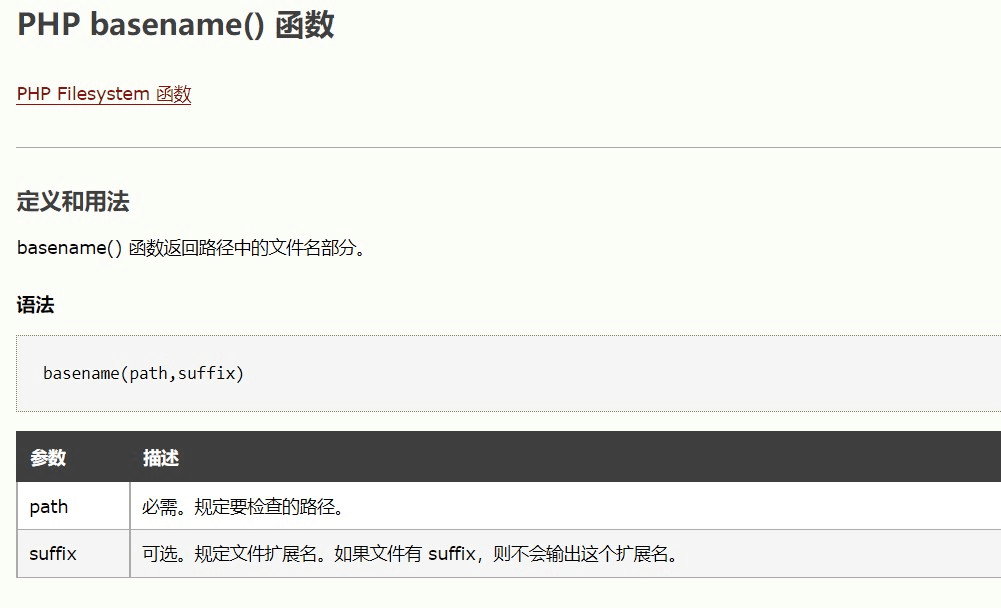 PHP basename() 函数
PHP Filesystem 函数
定义和用法
basename() 函数返回路径中的文件名部分。
语法
basename(path,suffix)
参数 描述
path 必需。规定要检查的路径。
suffix 可选。规定文件扩展名。如果文件有 suffix，则不会输出这个扩展名。